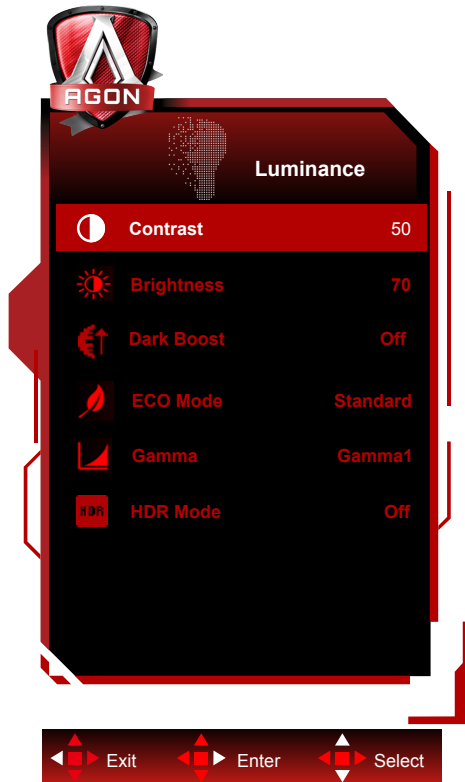 AGON
Luminance
Contrast 50
Brightness 70
Dark Boost Off
ECO Mode Standard
Gamma Gamma1
HDR HDR Mode Off
Exit Enter Select